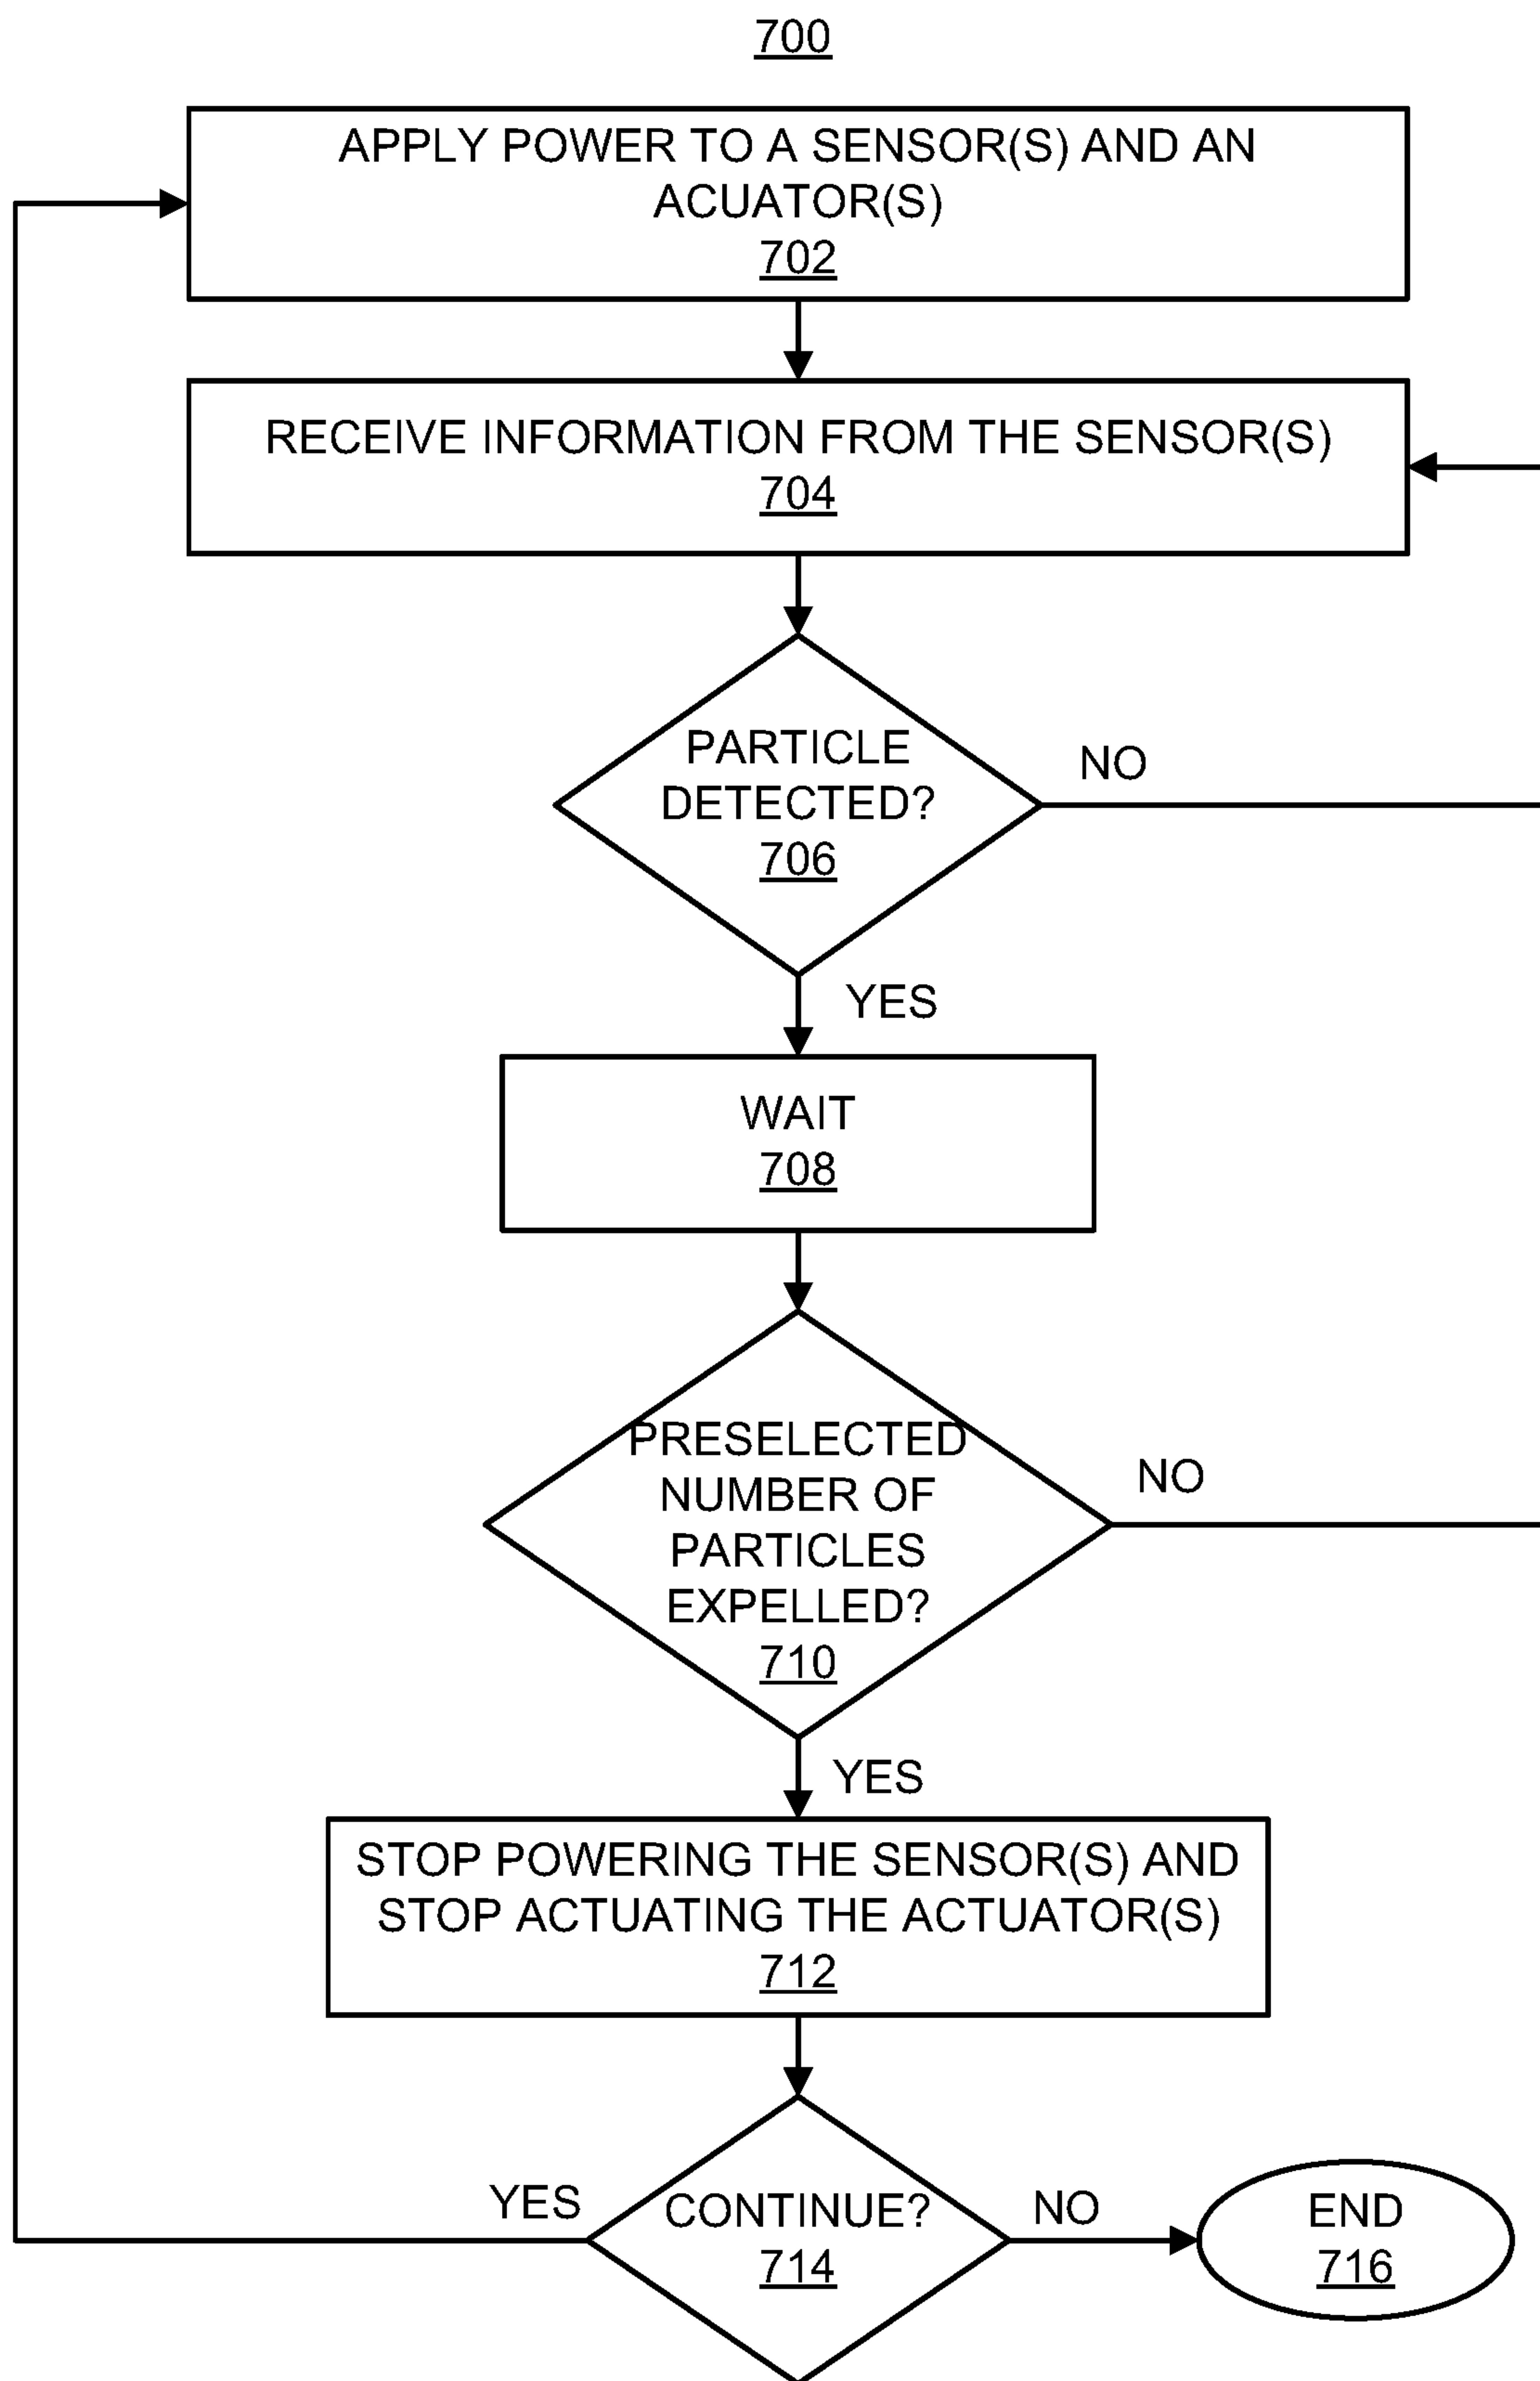 700
APPLY POWER TO A SENSOR(S) AND AN
ACUATOR(S)
702
RECEIVE INFORMATION FROM THE SENSOR(S)
704
PARTICLE
DETECTED?
706
NO
YES
WAIT
708
PRESELECTED
NUMBER OF
PARTICLES
EXPELLED?
710
NO
YES
STOP POWERING THE SENSOR(S) AND
STOP ACTUATING THE ACTUATOR(S)
712
YES
CONTINUE?
714
NO
END
716